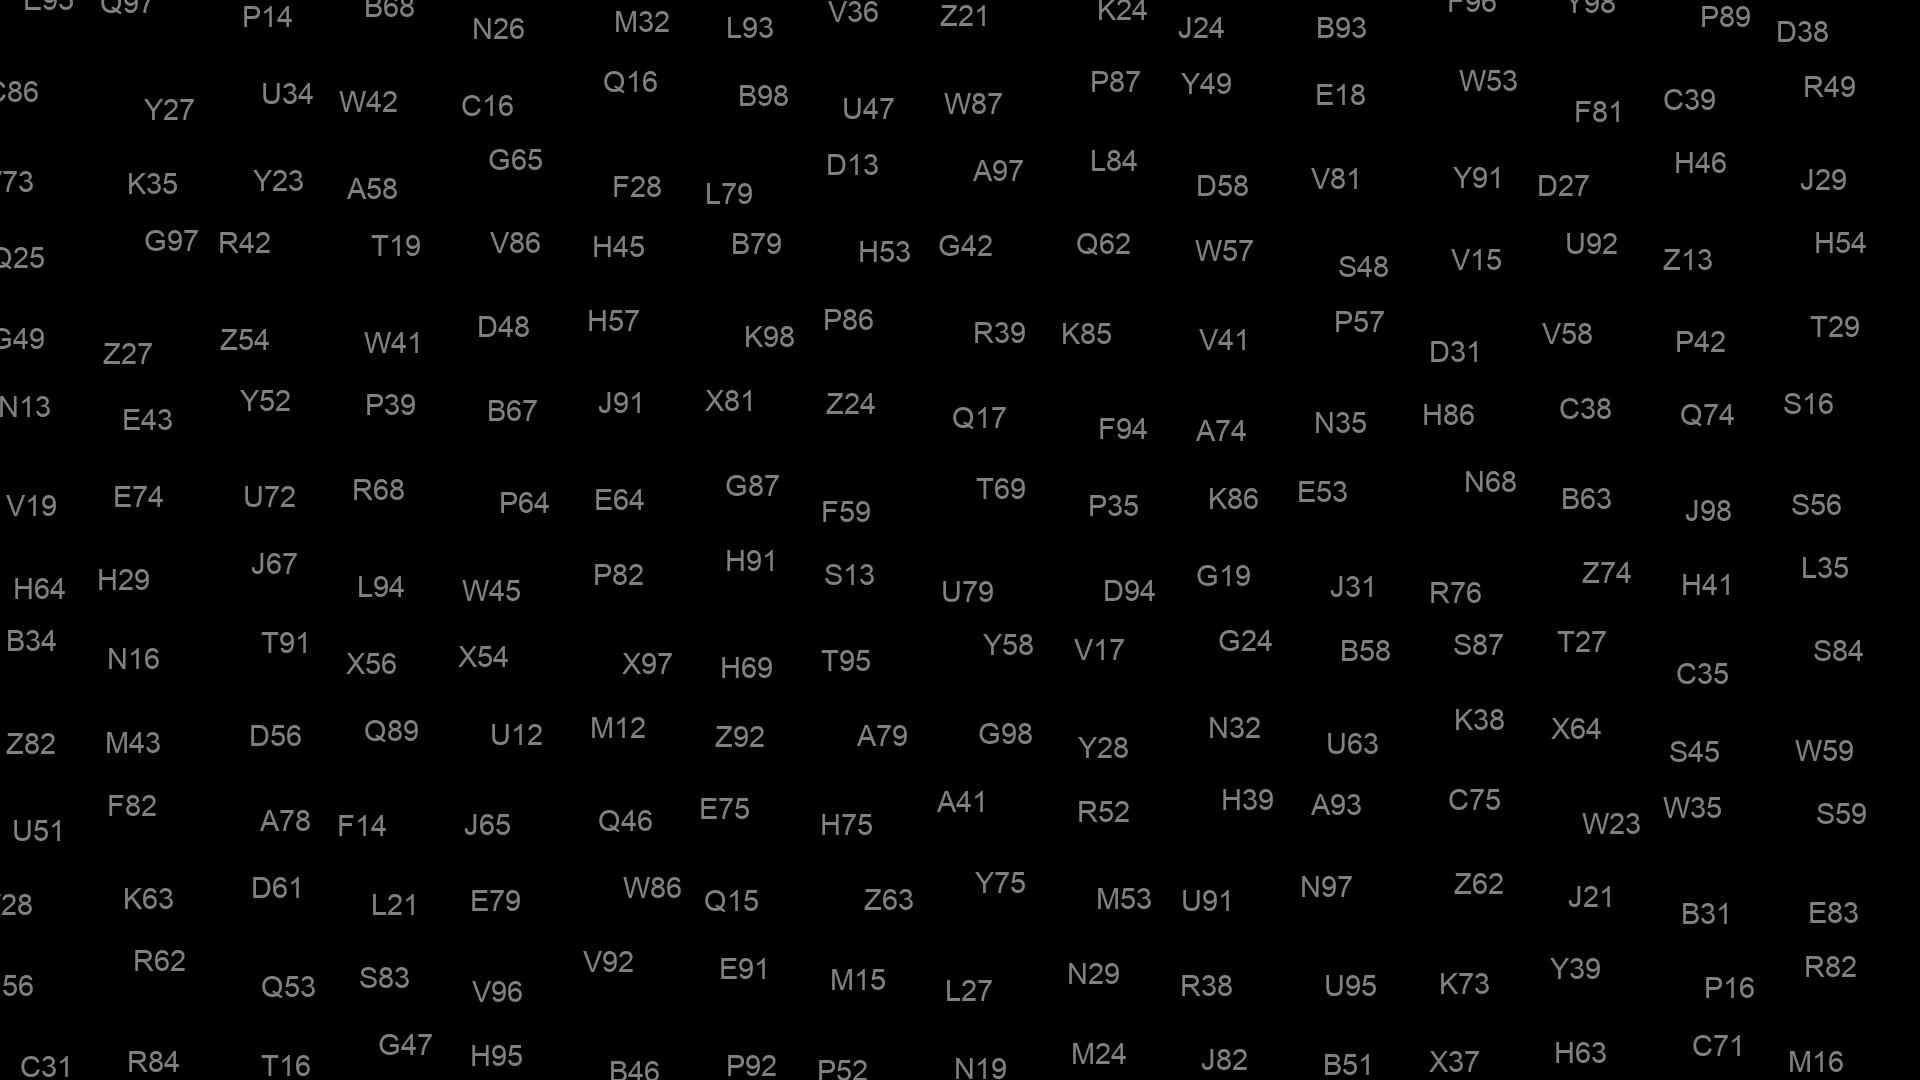 Q97 P14 B68 N26 M32 L93 V36 Z21 K24 J24 B93 F96 Y98 P89 D38
C86 Y27 U34 W42 C16 Q16 B98 U47 W87 P87 Y49 E18 W53 F81 C39 R49
73 K35 Y23 A58 G65 F28 L79 D13 A97 L84 D58 V81 Y91 D27 H46 J29
Q25 G97 R42 T19 V86 H45 B79 H53 G42 Q62 W57 S48 V15 U92 Z13 H54
G49 Z27 Z54 W41 D48 H57 K98 P86 R39 K85 V41 P57 D31 V58 P42 T29
N13 E43 Y52 P39 B67 J91 X81 Z24 Q17 F94 A74 N35 H86 C38 Q74 S16
V19 E74 U72 R68 P64 E64 G87 F59 T69 P35 K86 E53 N68 B63 J98 S56
H64 H29 J67 L94 W45 P82 H91 S13 U79 D94 G19 J31 R76 Z74 H41 L35
B34 N16 T91 X56 X54 X97 H69 T95 Y58 V17 G24 B58 S87 T27 C35 S84
Z82 M43 D56 Q89 U12 M12 Z92 A79 G98 Y28 N32 U63 K38 X64 S45 W59
U51 F82 A78 F14 J65 Q46 E75 H75 A41 R52 H39 A93 C75 W23 W35 S59
28 K63 D61 L21 E79 W86 Q15 Z63 Y75 M53 U91 N97 Z62 J21 B31 E83
56 R62 Q53 S83 V96 V92 E91 M15 L27 N29 R38 U95 K73 Y39 P16 R82
C31 R84 T16 G47 H95 B46 P92 P52 N19 M24 J82 B51 X37 H63 C71 M16